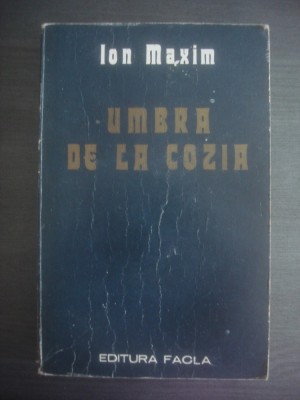 Ion Maxim
UMBRA
DE LA COZIA
EDITURA FACLA